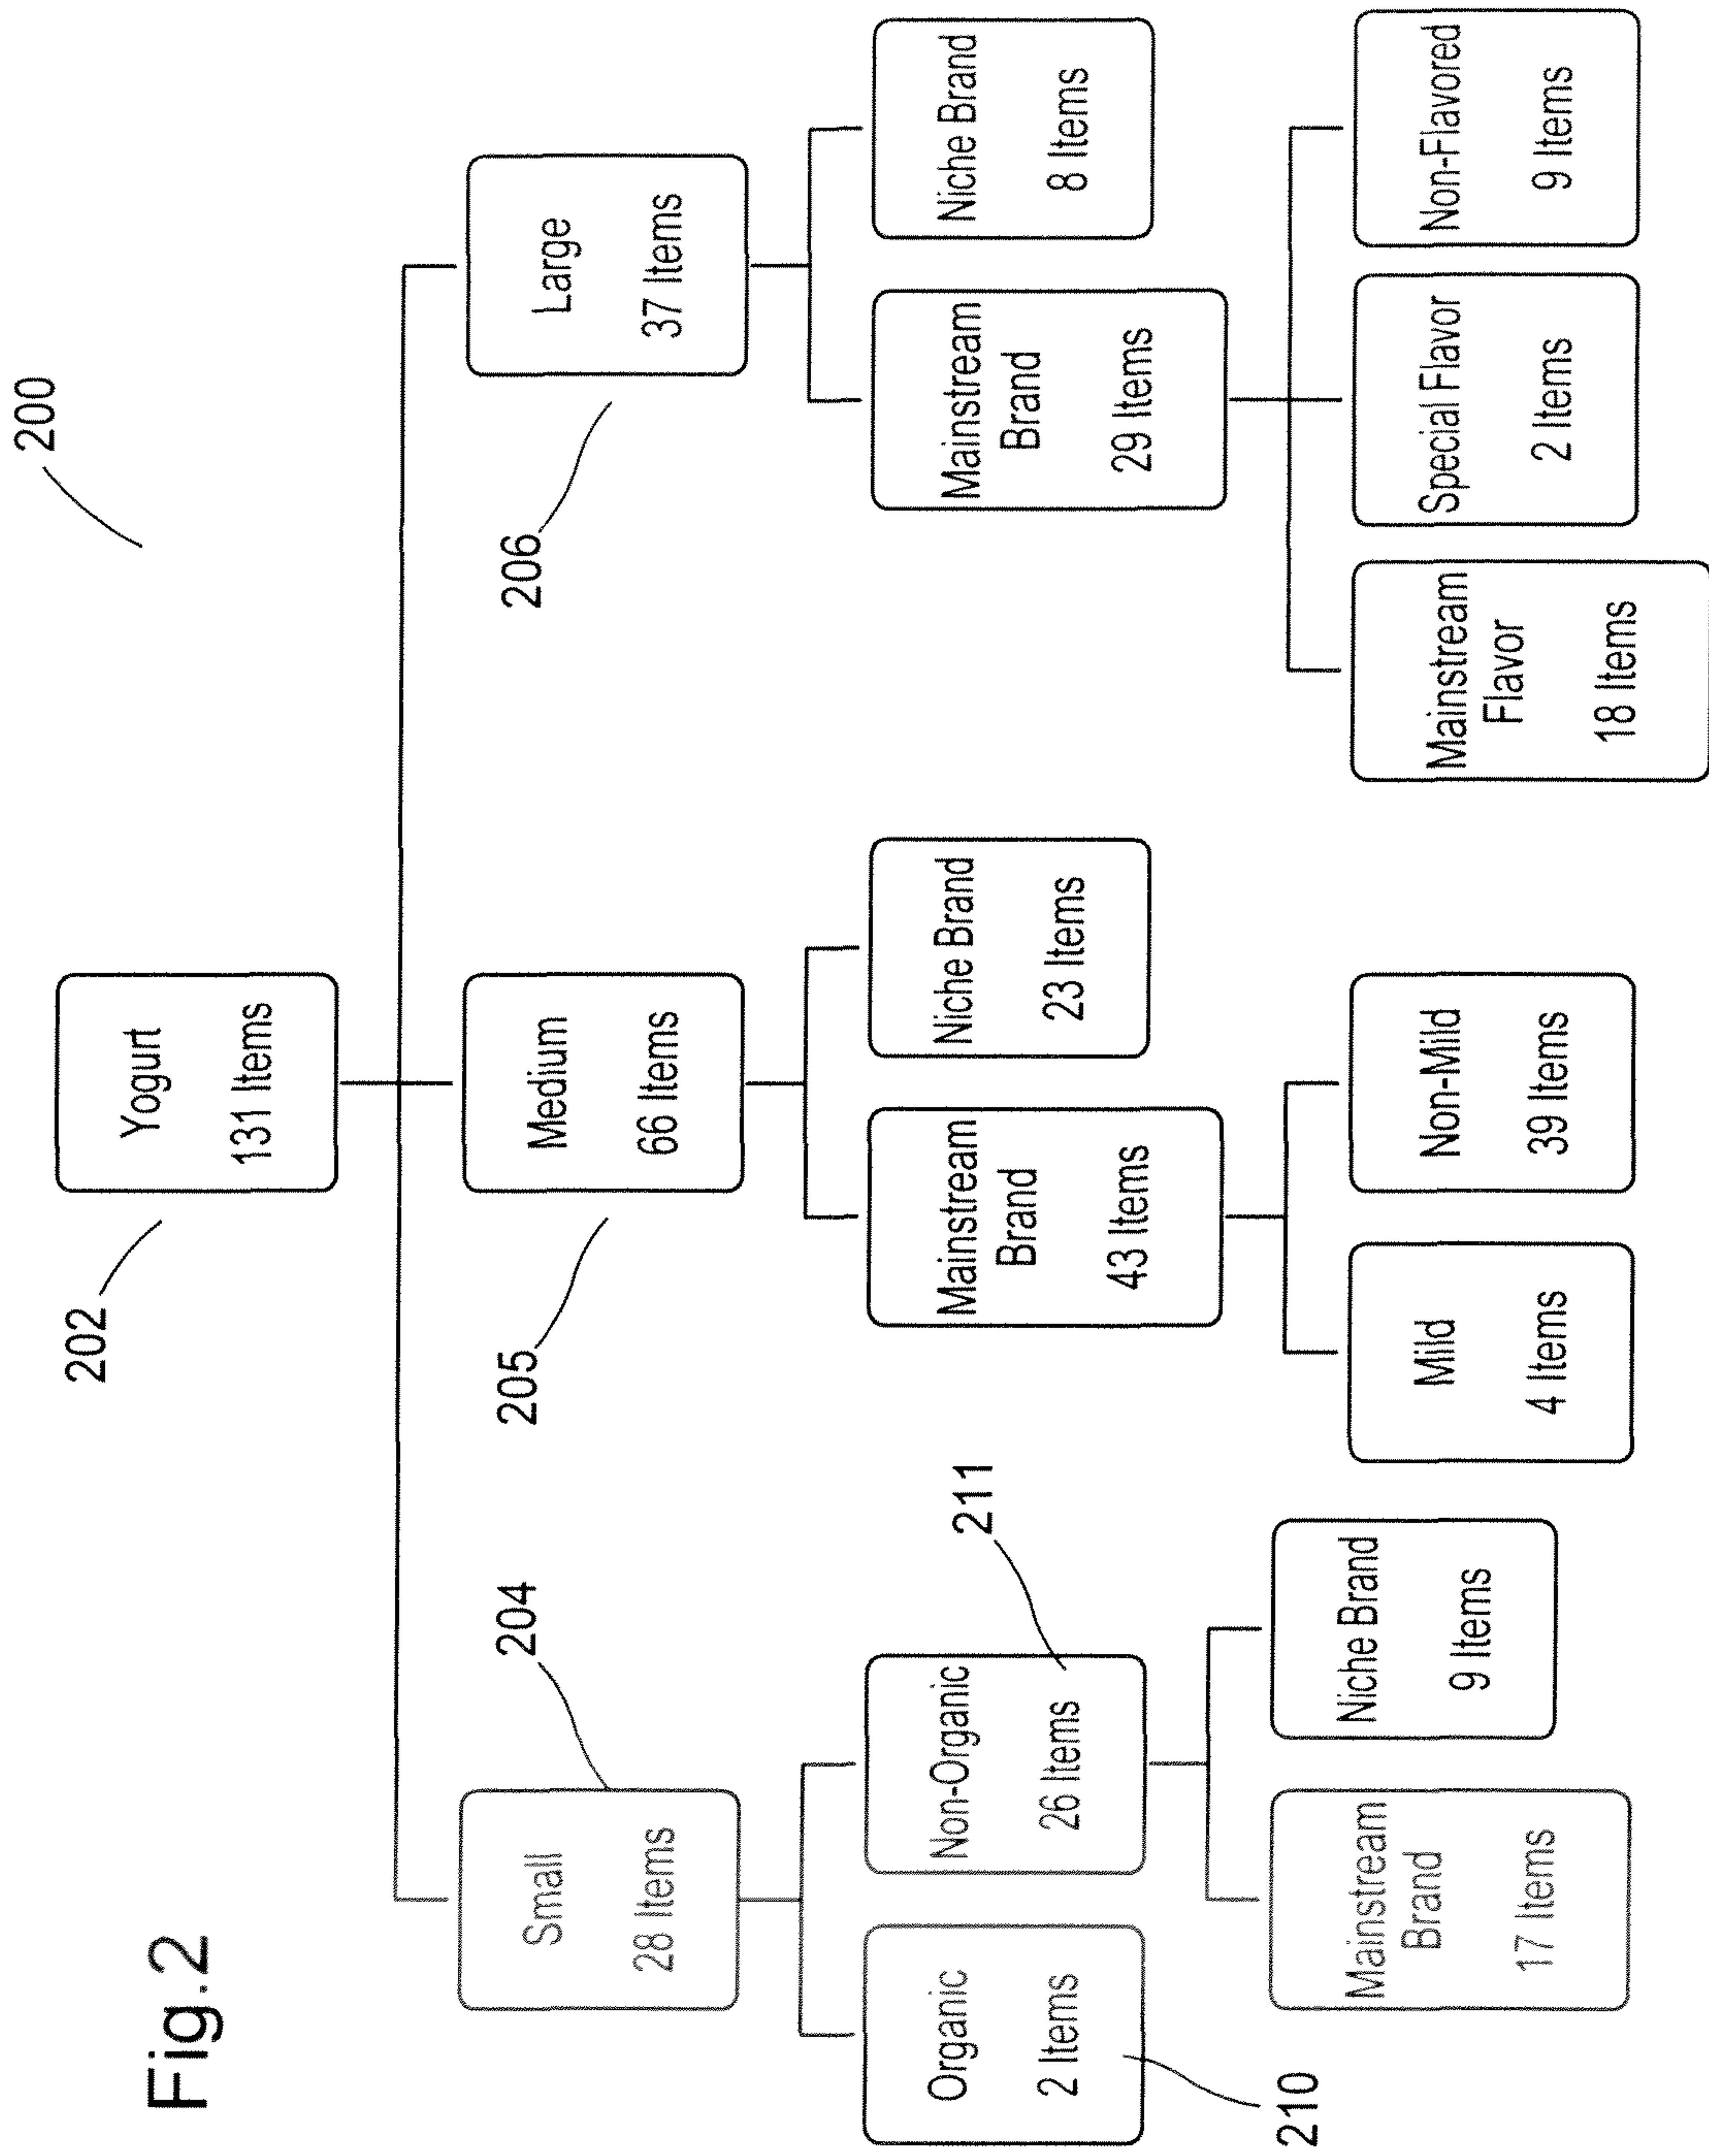 Fig.2
200
202
Yogurt
131 Items
204
Small
28 Items
205
Medium
66 Items
206
Large
37 Items
Organic
2 Items
210
Non-Organic
26 Items
211
Mainstream
Brand
43 Items
Niche Brand
23 Items
Mainstream
Brand
29 Items
Niche Brand
8 Items
Mainstream
Brand
17 Items
Niche Brand
9 Items
Mild
4 Items
Non-Mild
39 Items
Mainstream
Flavor
18 Items
Special Flavor
2 Items
Non-Flavored
9 Items